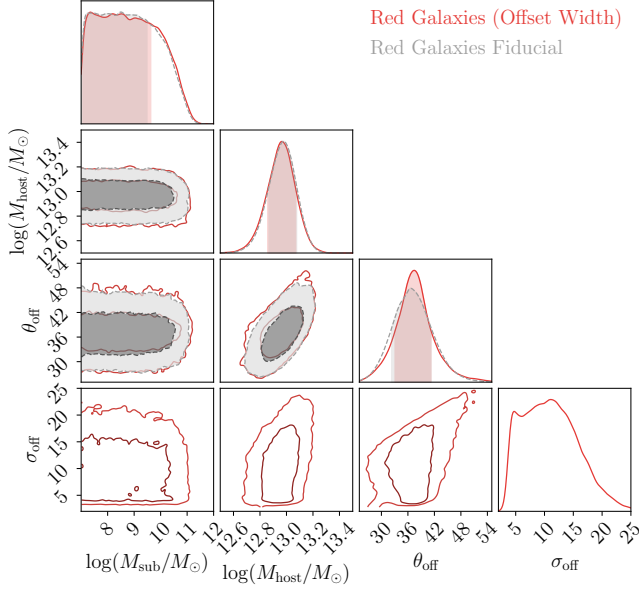 Red Galaxies (Offset Width)
Red Galaxies Fiducial
log(M_host/M_⊙)
12.6 12.8 13.0 13.2 13.4
θ_off
30 36 42 48 54
σ_off
5 10 15 20 25
8 9 10 11 12
12.6 12.8 13.0 13.2 13.4
30 36 42 48 54
5 10 15 20 25
log(M_sub/M_⊙)
log(M_host/M_⊙)
θ_off
σ_off